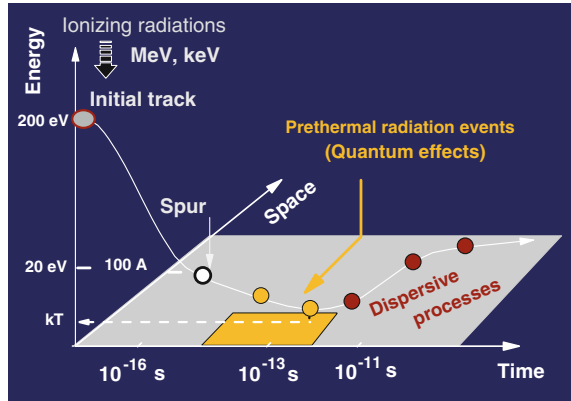 Ionizing radiations
MeV, keV
Energy
Initial track
200 eV
Prethermal radiation events
(Quantum effects)
Spur
Space
20 eV
100 A
Dispersive
processes
kT
10-16 s
10-13 s
10-11 s
Time